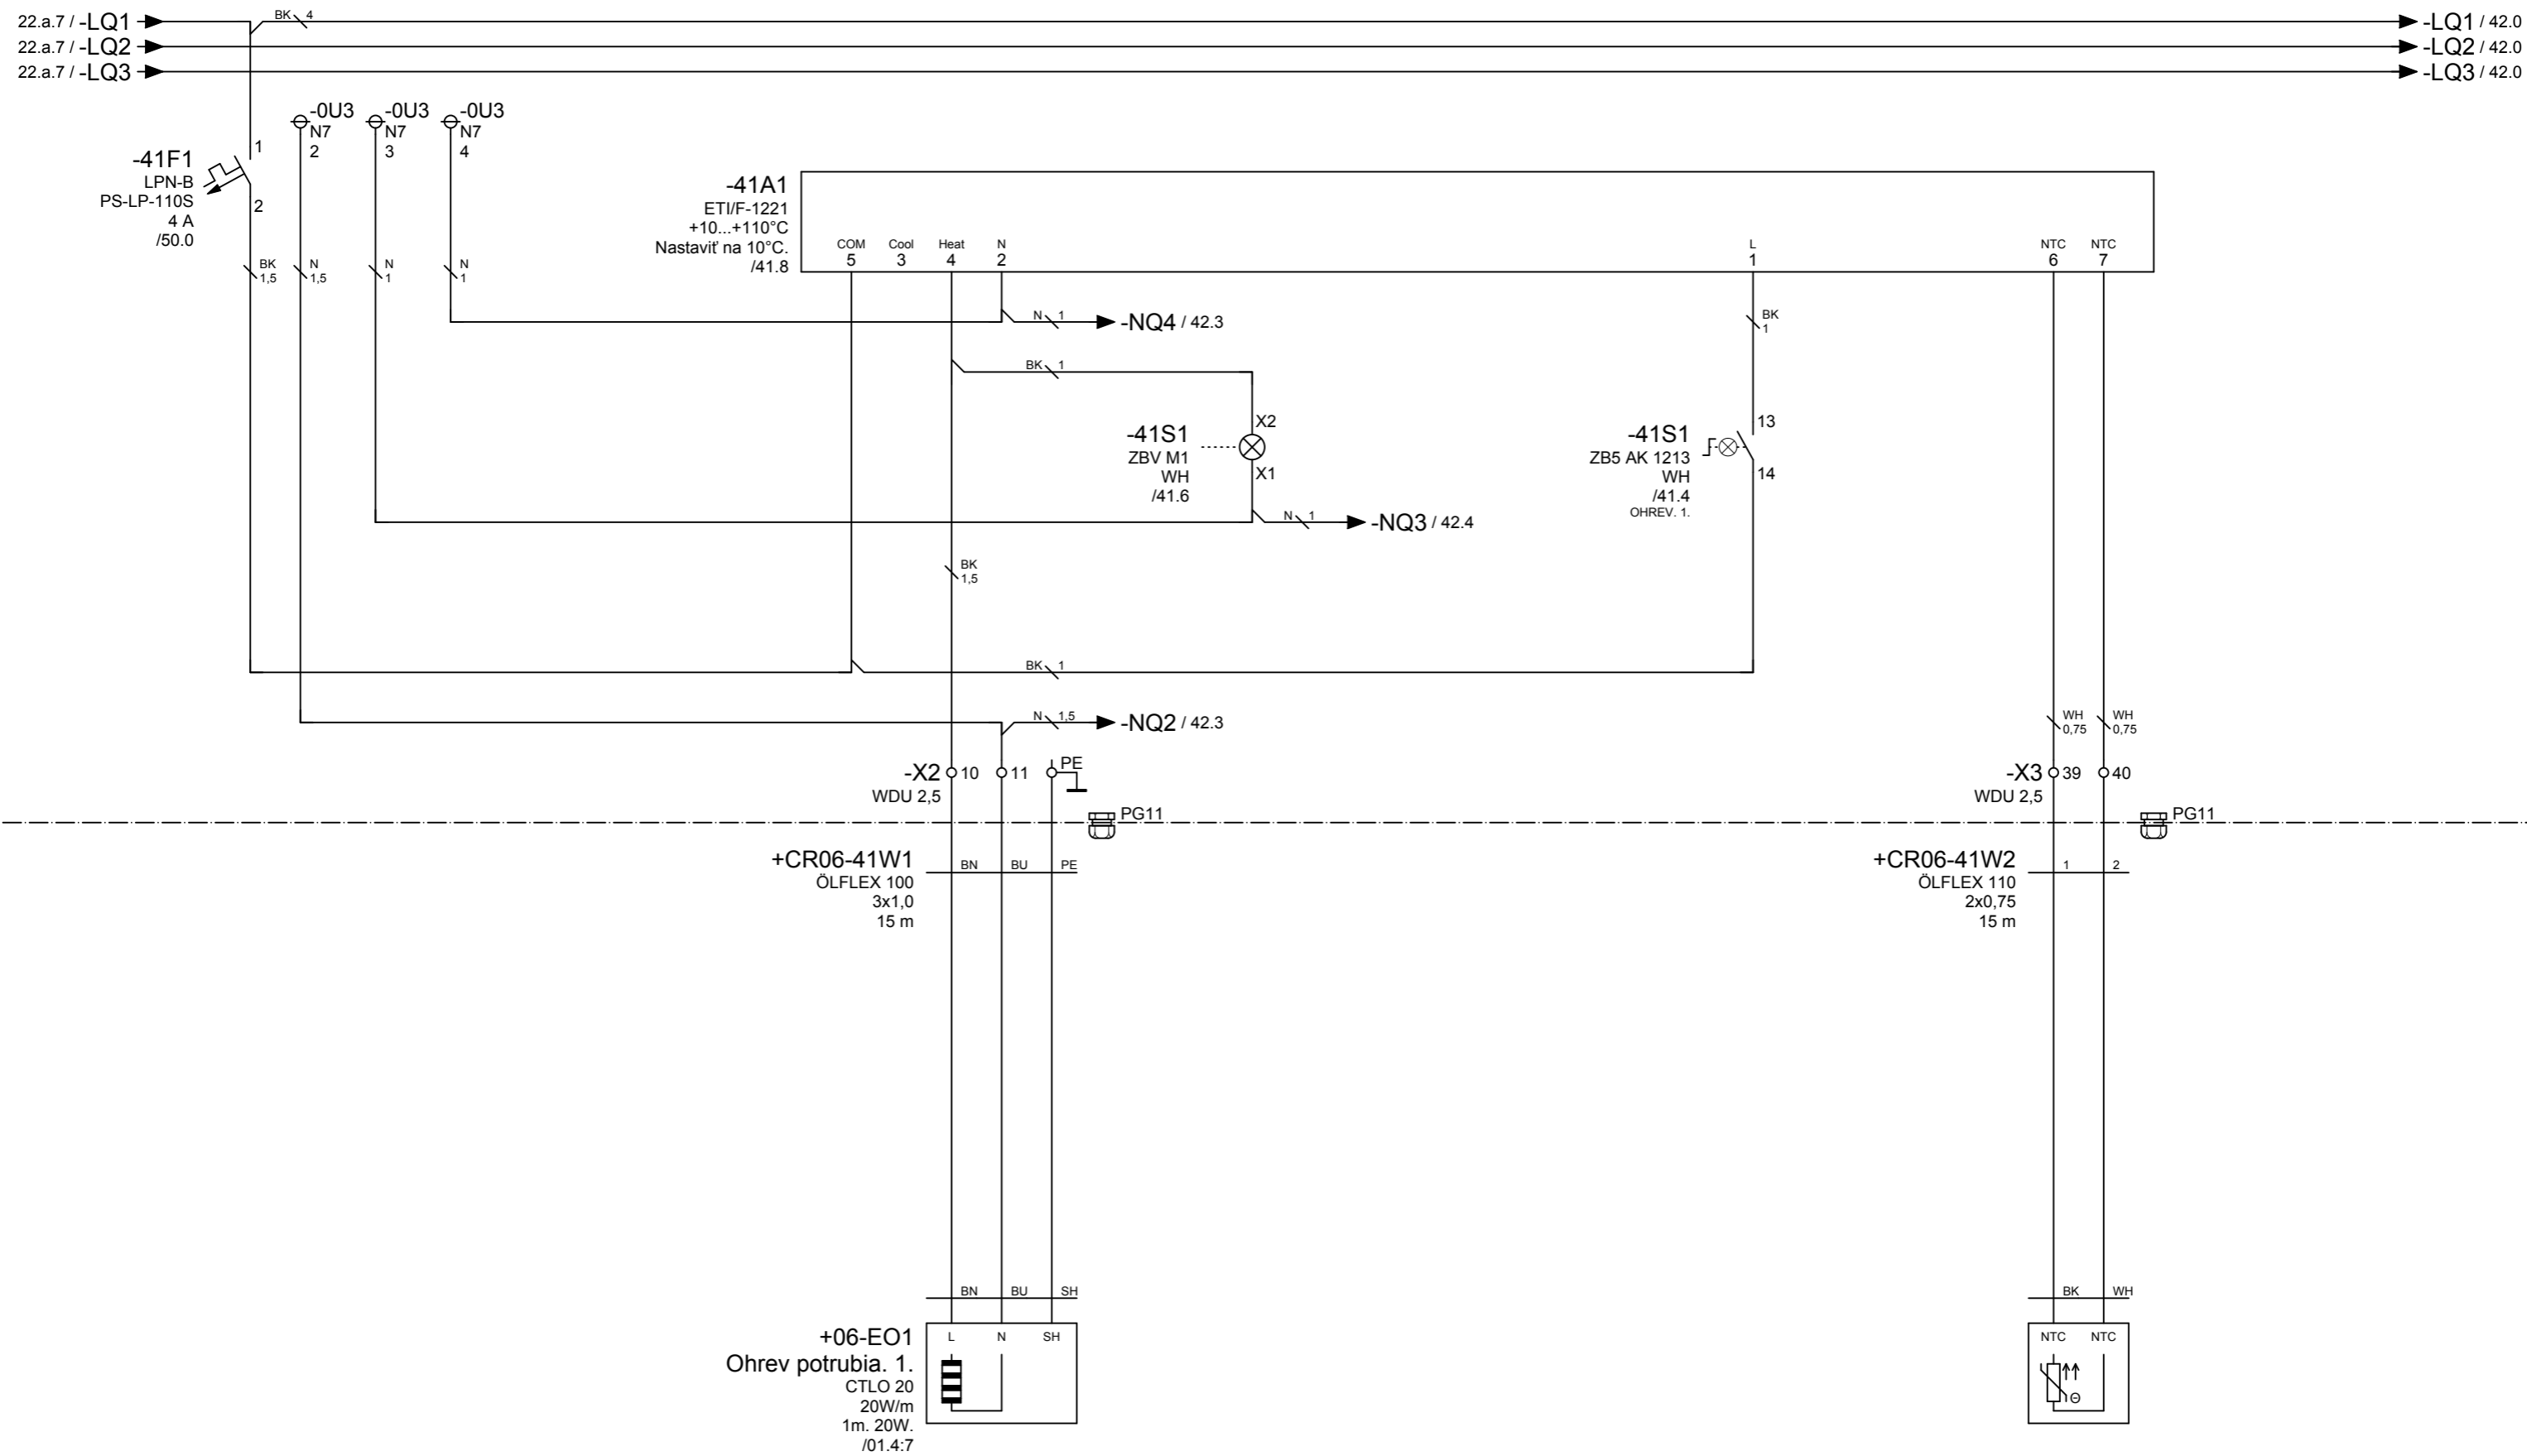 22.a.7 / -LQ1
BK 4
-LQ1 / 42.0
22.a.7 / -LQ2
-LQ2 / 42.0
22.a.7 / -LQ3
-LQ3 / 42.0
-0U3
N7
2
-0U3
N7
3
-0U3
N7
4
-41F1
LPN-B
PS-LP-110S
4 A
/50.0
1
2
-41A1
ETI/F-1221
+10...+110°C
Nastaviť na 10°C.
/41.8
COM
5
Cool
3
Heat
4
N
2
L
1
NTC
6
NTC
7
BK
1,5
N
1,5
N
1
N
1
N 1
-NQ4 / 42.3
BK
1
BK 1
-41S1
ZBV M1
WH
/41.6
X2
X1
-41S1
ZB5 AK 1213
WH
/41.4
OHREV. 1.
13
14
N 1
-NQ3 / 42.4
BK
1,5
BK 1
N 1,5
-NQ2 / 42.3
WH
0,75
WH
0,75
-X2
WDU 2,5
10
11
PE
-X3
WDU 2,5
39
40
PG11
PG11
+CR06-41W1
ÖLFLEX 100
3x1,0
15 m
BN
BU
PE
+CR06-41W2
ÖLFLEX 110
2x0,75
15 m
1
2
BN
BU
SH
BK
WH
+06-EO1
Ohrev potrubia. 1.
CTLO 20
20W/m
1m. 20W.
/01.4:7
L
N
SH
NTC
NTC
Θ